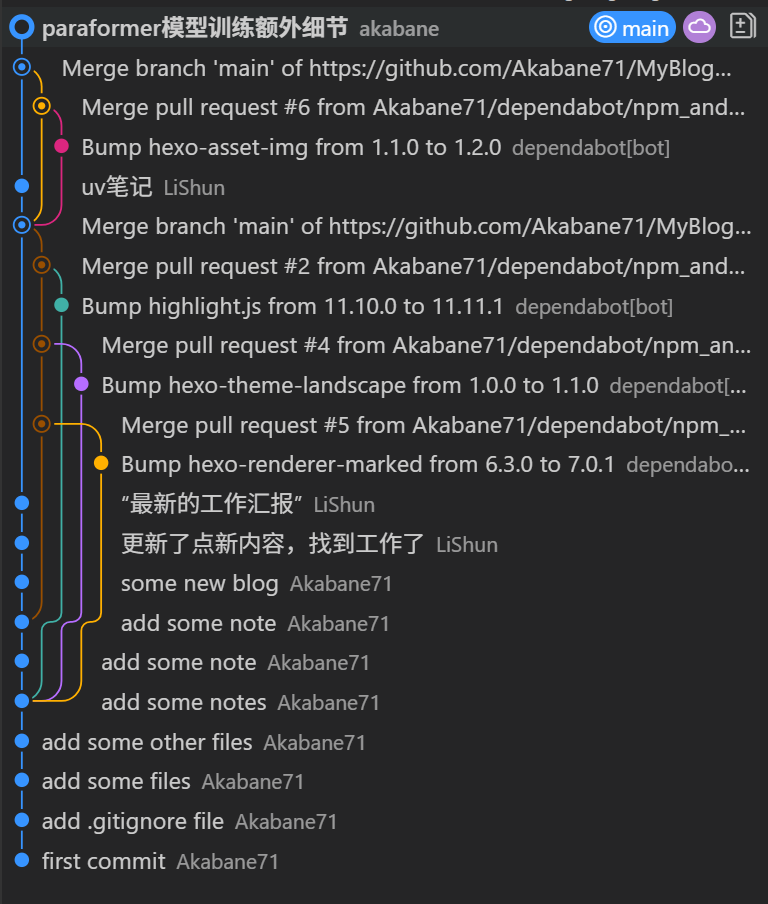 paraformer模型训练额外细节 akabane main
Merge branch 'main' of https://github.com/Akabane71/MyBlog...
Merge pull request #6 from Akabane71/dependabot/npm_and...
Bump hexo-asset-img from 1.1.0 to 1.2.0 dependabot[bot]
uv笔记 LiShun
Merge branch 'main' of https://github.com/Akabane71/MyBlog...
Merge pull request #2 from Akabane71/dependabot/npm_and...
Bump highlight.js from 11.10.0 to 11.11.1 dependabot[bot]
Merge pull request #4 from Akabane71/dependabot/npm_an...
Bump hexo-theme-landscape from 1.0.0 to 1.1.0 dependabot[...
Merge pull request #5 from Akabane71/dependabot/npm_...
Bump hexo-renderer-marked from 6.3.0 to 7.0.1 dependabo...
“最新的工作汇报” LiShun
更新了点新内容，找到工作了 LiShun
some new blog Akabane71
add some note Akabane71
add some note Akabane71
add some notes Akabane71
add some other files Akabane71
add some files Akabane71
add .gitignore file Akabane71
first commit Akabane71